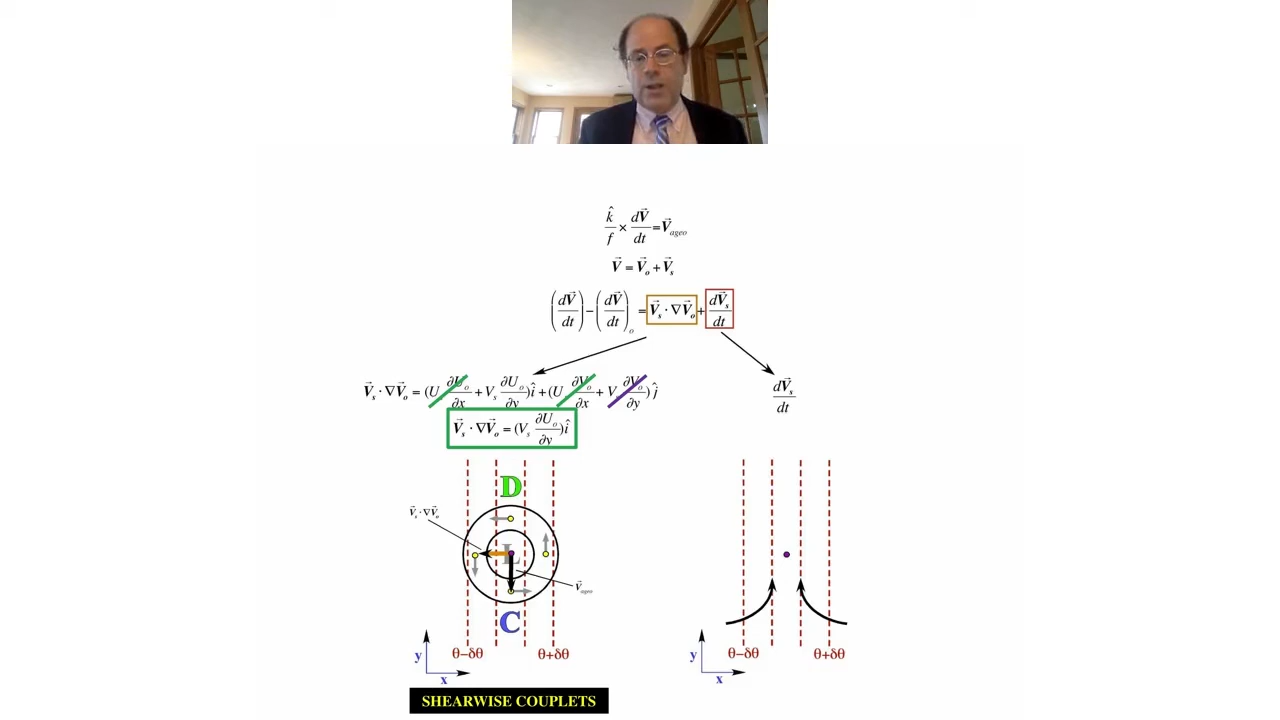 k̂/f × dV⃗/dt = V⃗ageo
V⃗ = V⃗o + V⃗s
(dV⃗/dt) − (dV⃗/dt)o = V⃗s · ∇V⃗o + dV⃗s/dt
V⃗s · ∇V⃗o = (U ∂Uo/∂x + Vs ∂Uo/∂y)î + (U ∂Vo/∂x + V ∂Vo/∂y)ĵ
dV⃗s/dt
V⃗s · ∇V⃗o = (Vs ∂Uo/∂y)î
D
V⃗s · ∇V⃗o
L
V⃗ageo
C
y
θ−δθ
θ+δθ
x
y
θ−δθ
θ+δθ
x
SHEARWISE COUPLETS